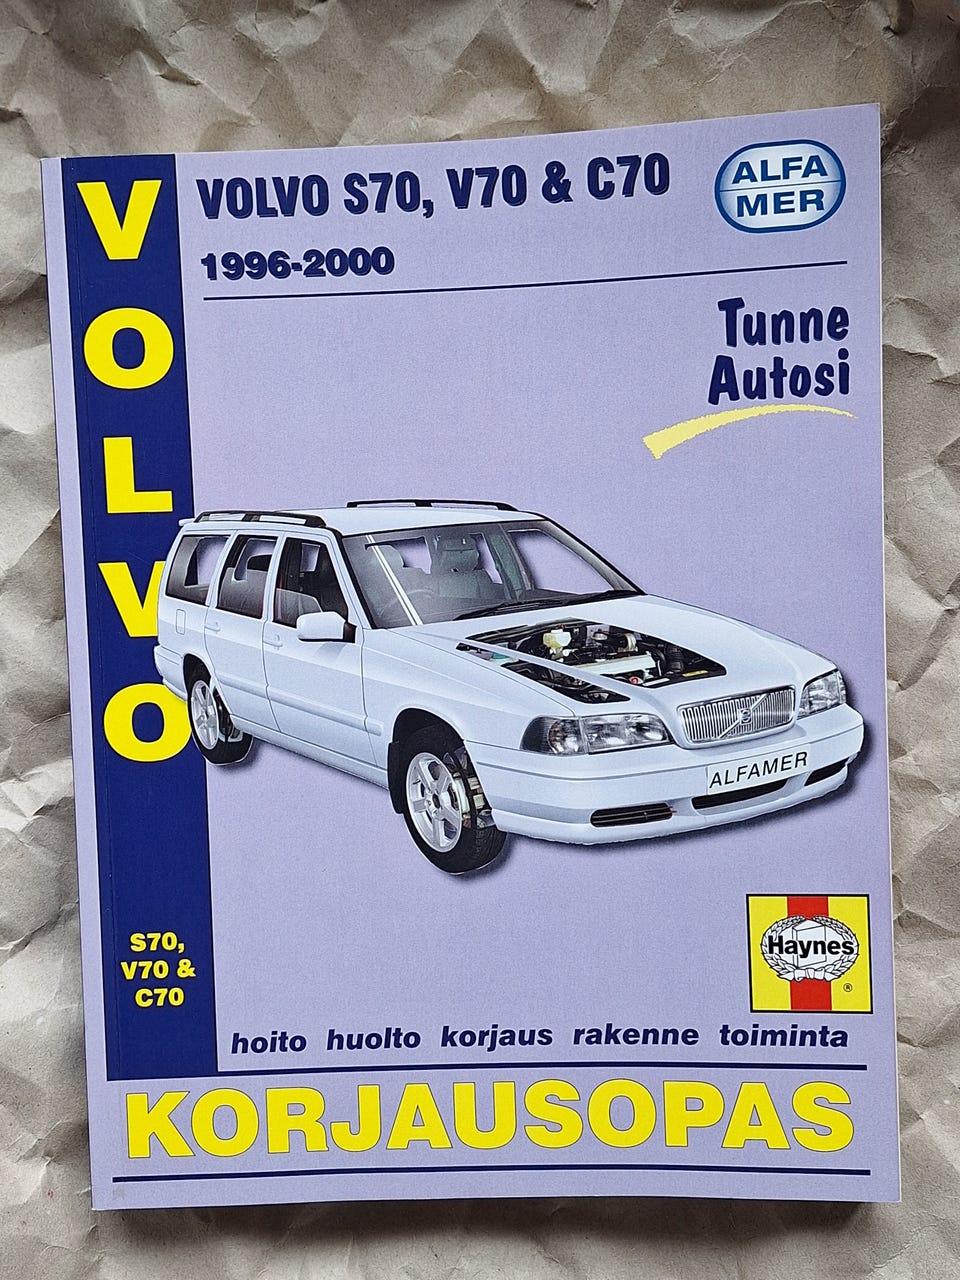 VOLVO
VOLVO S70, V70 & C70
1996-2000
ALFA
MER
Tunne
Autosi
ALFAMER
S70,
V70 &
C70
Haynes
®
hoito huolto korjaus rakenne toiminta
KORJAUSOPAS